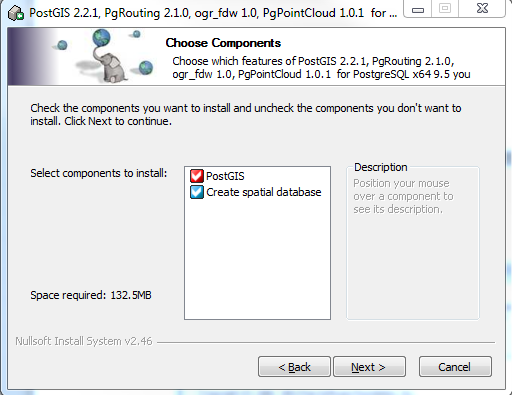 PostGIS 2.2.1, PgRouting 2.1.0, ogr_fdw 1.0, PgPointCloud 1.0.1 for ...
Choose Components
Choose which features of PostGIS 2.2.1, PgRouting 2.1.0,
ogr_fdw 1.0, PgPointCloud 1.0.1 for PostgreSQL x64 9.5 you
Check the components you want to install and uncheck the components you don't want to
install. Click Next to continue.
Select components to install:
PostGIS
Create spatial database
Description
Position your mouse
over a component to
see its description.
Space required: 132.5MB
Nullsoft Install System v2.46
< Back
Next >
Cancel